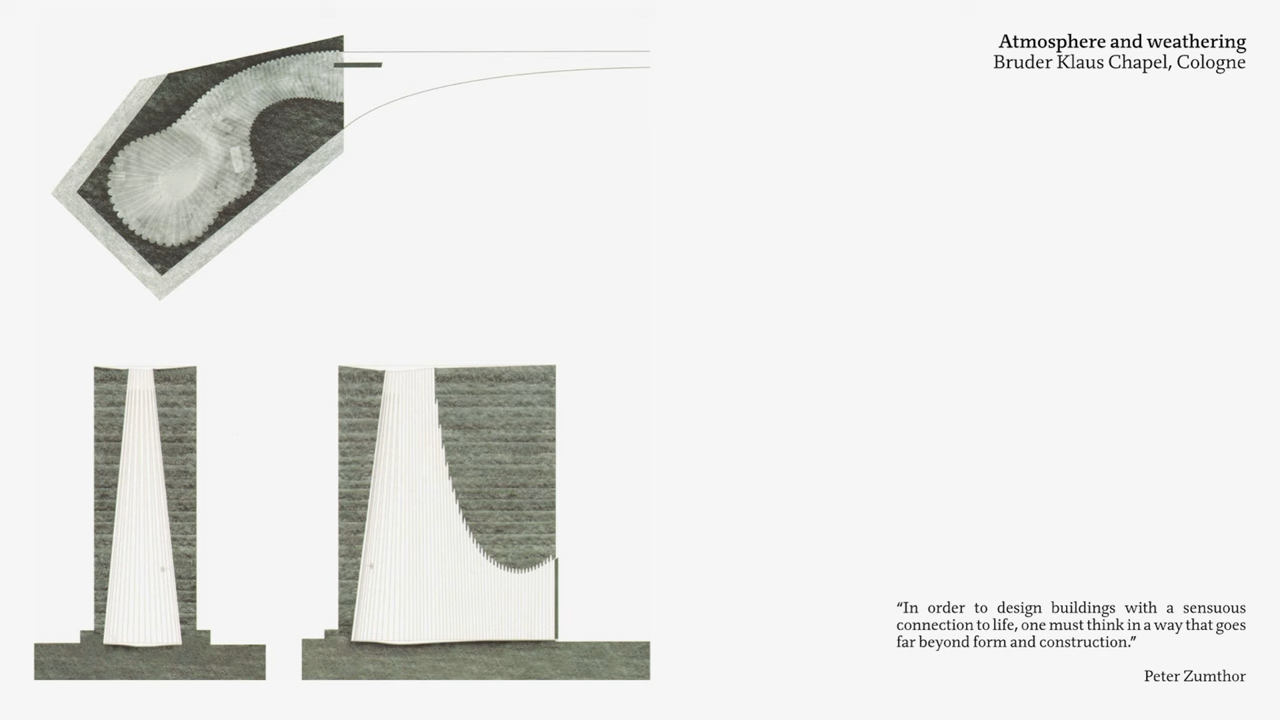 Atmosphere and weathering
Bruder Klaus Chapel, Cologne
“In order to design buildings with a sensuous
connection to life, one must think in a way that goes
far beyond form and construction.”
Peter Zumthor